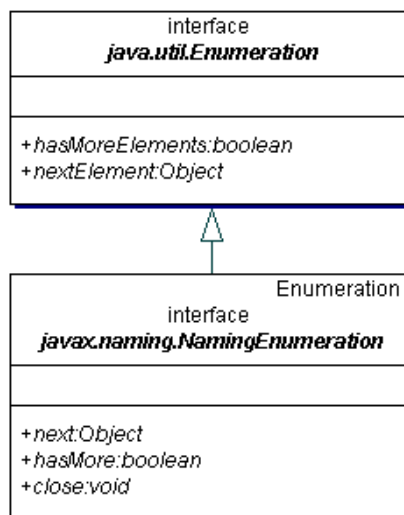 interface
java.util.Enumeration
+hasMoreElements:boolean
+nextElement:Object
Enumeration
interface
javax.naming.NamingEnumeration
+next:Object
+hasMore:boolean
+close:void